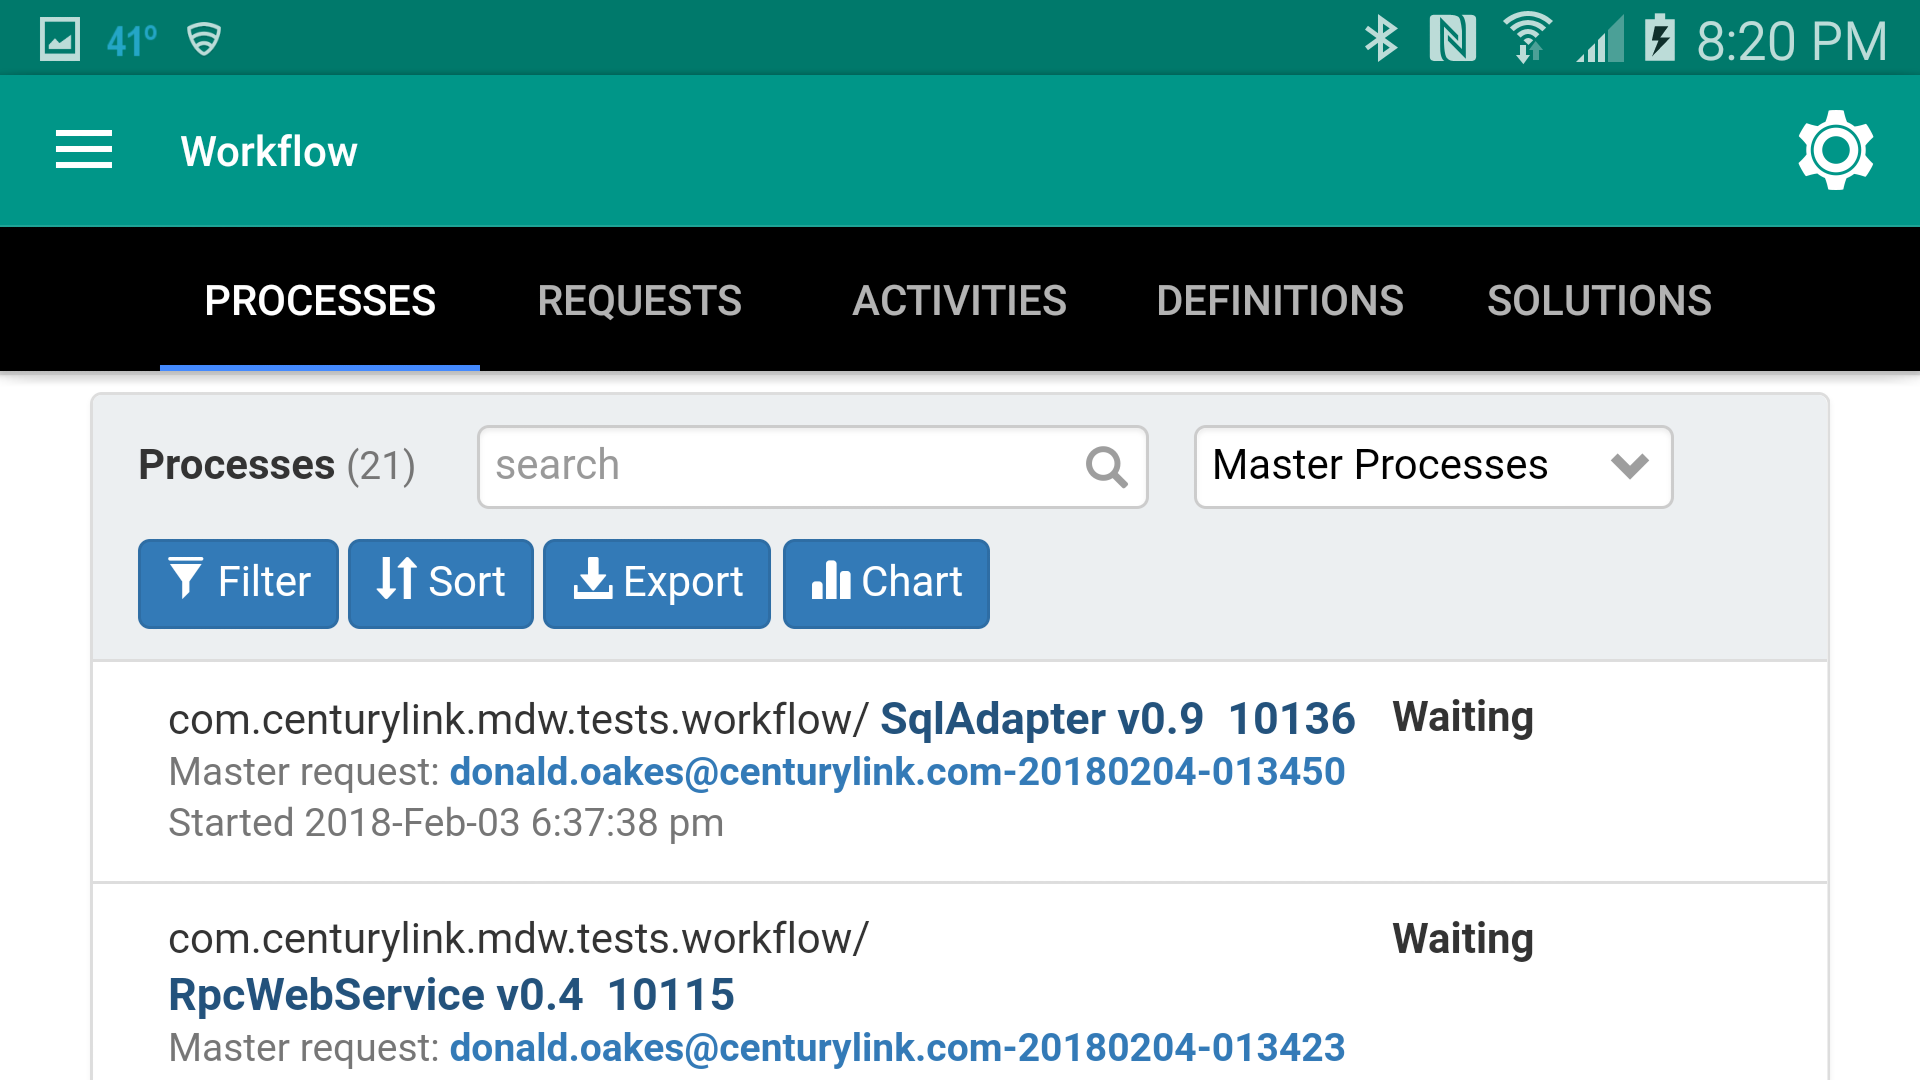 41° 8:20 PM
Workflow
PROCESSES REQUESTS ACTIVITIES DEFINITIONS SOLUTIONS
Processes (21) search Master Processes
Filter Sort Export Chart
com.centurylink.mdw.tests.workflow/ SqlAdapter v0.9 10136 Waiting
Master request: donald.oakes@centurylink.com-20180204-013450
Started 2018-Feb-03 6:37:38 pm
com.centurylink.mdw.tests.workflow/ Waiting
RpcWebService v0.4 10115
Master request: donald.oakes@centurylink.com-20180204-013423